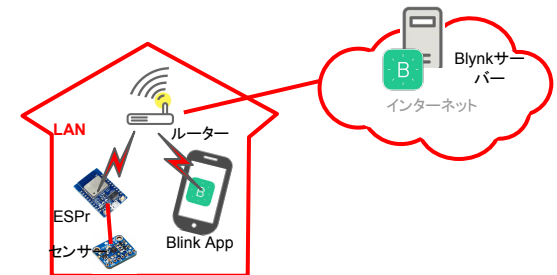 Blynkサー
バー
B
インターネット
LAN
ルーター
B
ESPr
センサー
Blink App